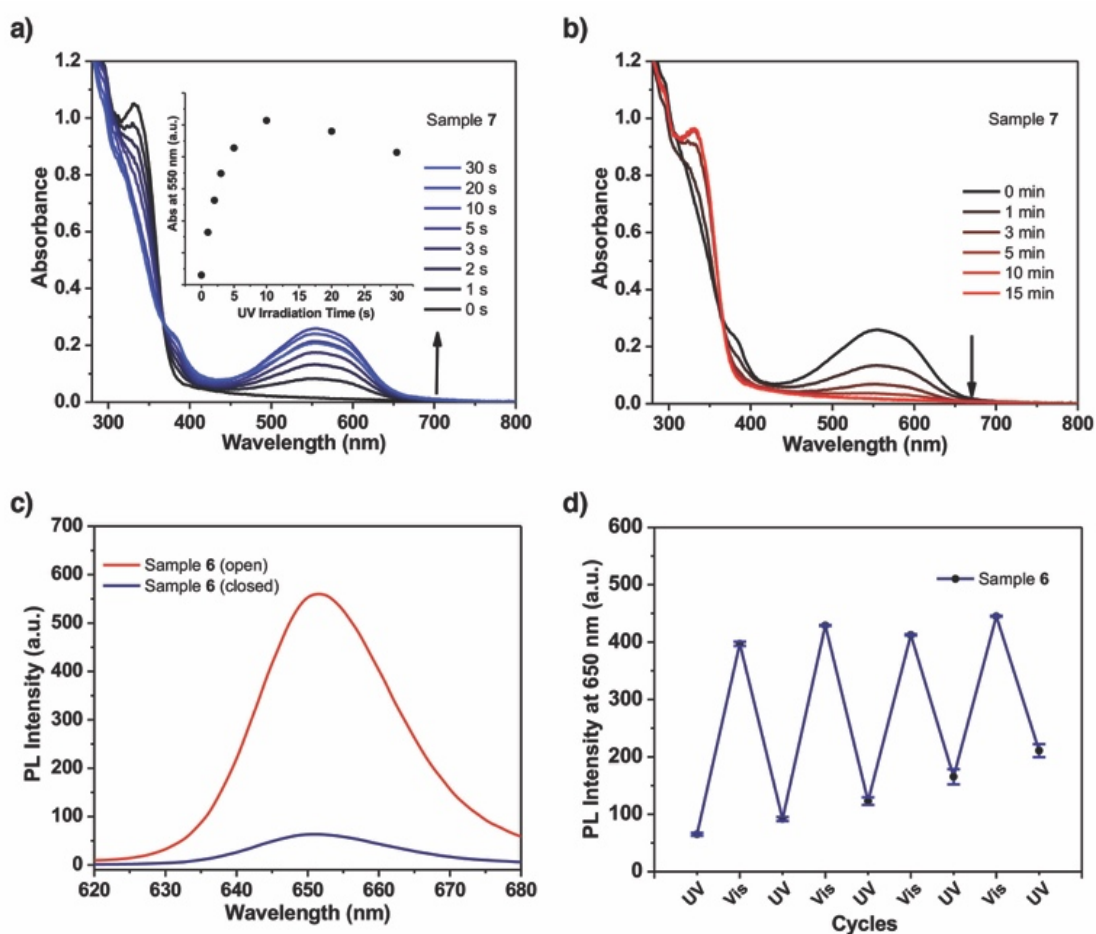 a)
1.2
1.0
0.8
0.6
0.4
0.2
0.0
Absorbance
300 400 500 600 700 800
Wavelength (nm)
Sample 7
30 s
20 s
10 s
5 s
3 s
2 s
1 s
0 s
Abs at 550 nm (a.u.)
0 5 10 15 20 25 30
UV Irradiation Time (s)
b)
1.2
1.0
0.8
0.6
0.4
0.2
0.0
Absorbance
300 400 500 600 700 800
Wavelength (nm)
Sample 7
0 min
1 min
3 min
5 min
10 min
15 min
c)
700
600
500
400
300
200
100
0
PL Intensity (a.u.)
Sample 6 (open)
Sample 6 (closed)
620 630 640 650 660 670 680
Wavelength (nm)
d)
600
500
400
300
200
100
0
PL Intensity at 650 nm (a.u.)
Sample 6
UV Vis UV Vis UV Vis UV Vis UV
Cycles